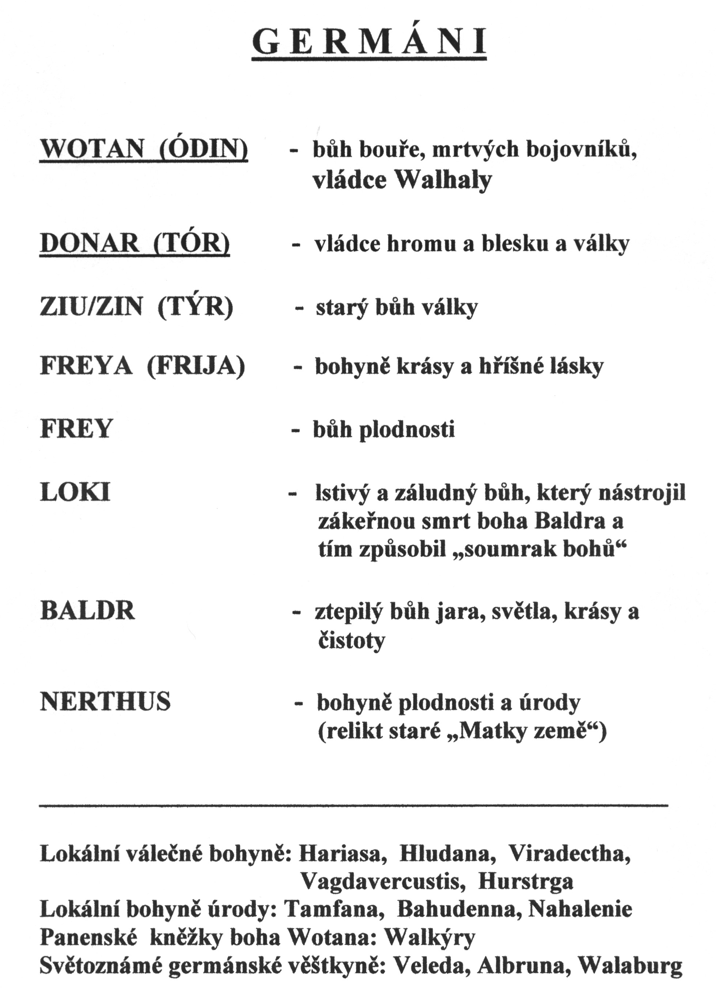 GERMÁNI
WOTAN (ÓDIN) - bůh bouře, mrtvých bojovníků,
vládce Walhaly
DONAR (TÓR) - vládce hromu a blesku a války
ZIU/ZIN (TÝR) - starý bůh války
FREYA (FRIJA) - bohyně krásy a hříšné lásky
FREY - bůh plodnosti
LOKI - lstivý a záludný bůh, který nástrojil
zákeřnou smrt boha Baldra a
tím způsobil „soumrak bohů“
BALDR - ztepilý bůh jara, světla, krásy a
čistoty
NERTHUS - bohyně plodnosti a úrody
(relikt staré „Matky země“)
Lokální válečné bohyně: Hariasa, Hludana, Viradectha,
Vagdavercustis, Hurstrga
Lokální bohyně úrody: Tamfana, Bahudenna, Nahalenie
Panenské kněžky boha Wotana: Walkýry
Světoznámé germánské věštkyně: Veleda, Albruna, Walaburg